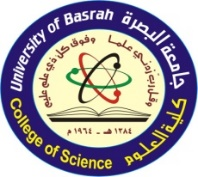 University of Basrah
جامعة البصرة
وقل رب زدني علما وفوق كل ذي علم عليم
١٣٨٤ هـ - ١٩٦٤ م
College of Science
كلية العلوم